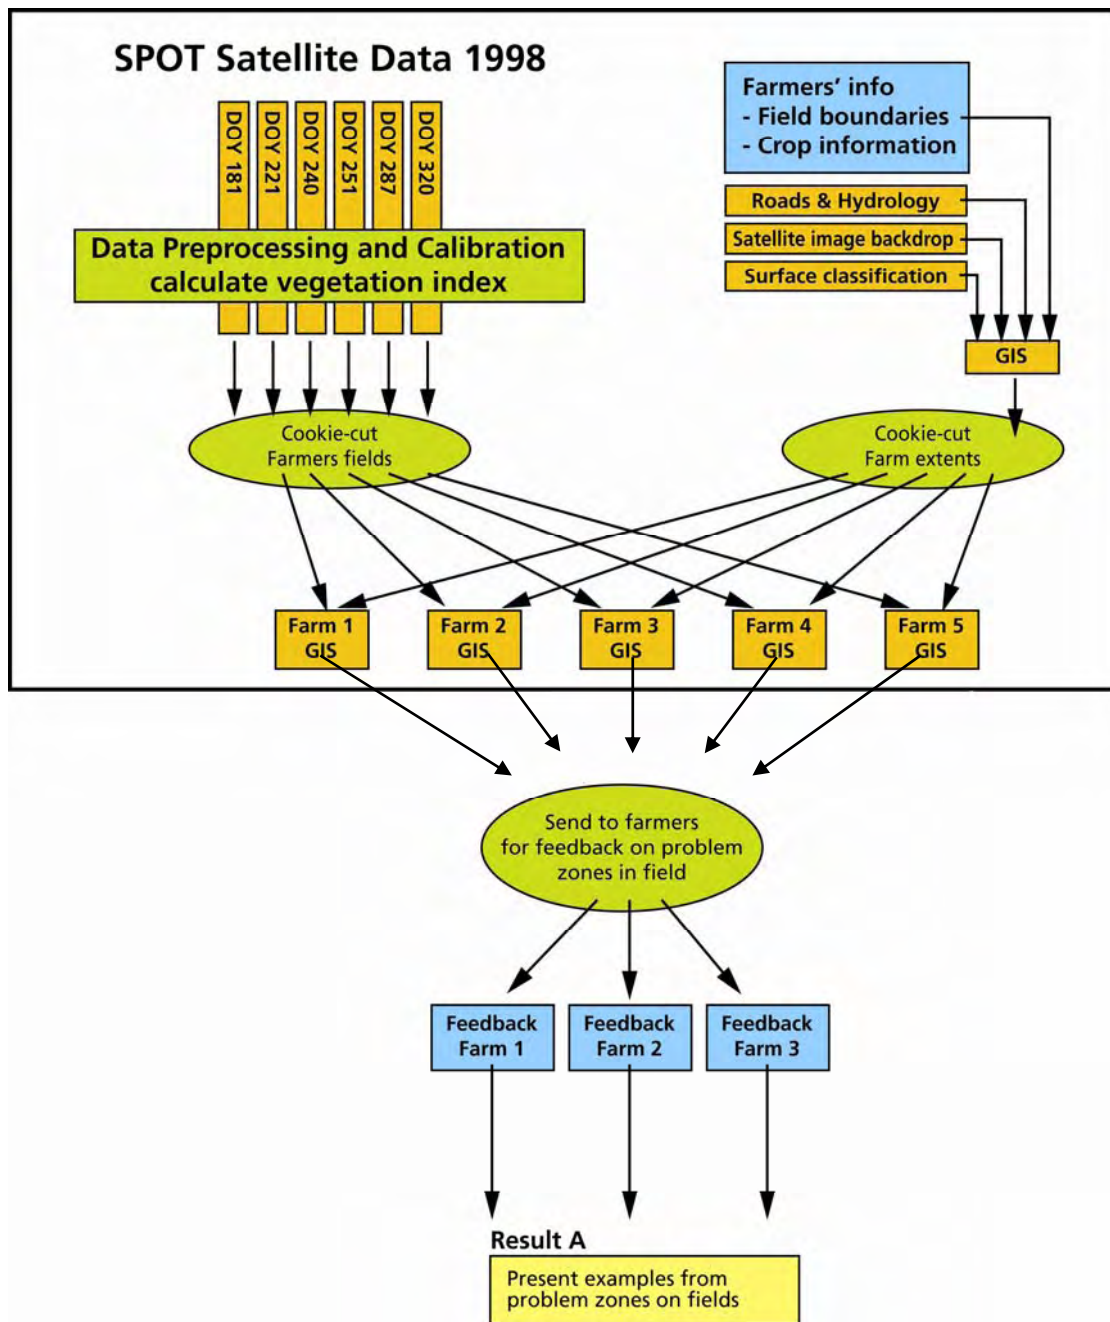 SPOT Satellite Data 1998
DOY 181
DOY 221
DOY 240
DOY 251
DOY 287
DOY 320
Data Preprocessing and Calibration
calculate vegetation index
Farmers’ info
- Field boundaries
- Crop information
Roads & Hydrology
Satellite image backdrop
Surface classification
GIS
Cookie-cut
Farmers fields
Cookie-cut
Farm extents
Farm 1
GIS
Farm 2
GIS
Farm 3
GIS
Farm 4
GIS
Farm 5
GIS
Send to farmers
for feedback on problem
zones in field
Feedback
Farm 1
Feedback
Farm 2
Feedback
Farm 3
Result A
Present examples from
problem zones on fields